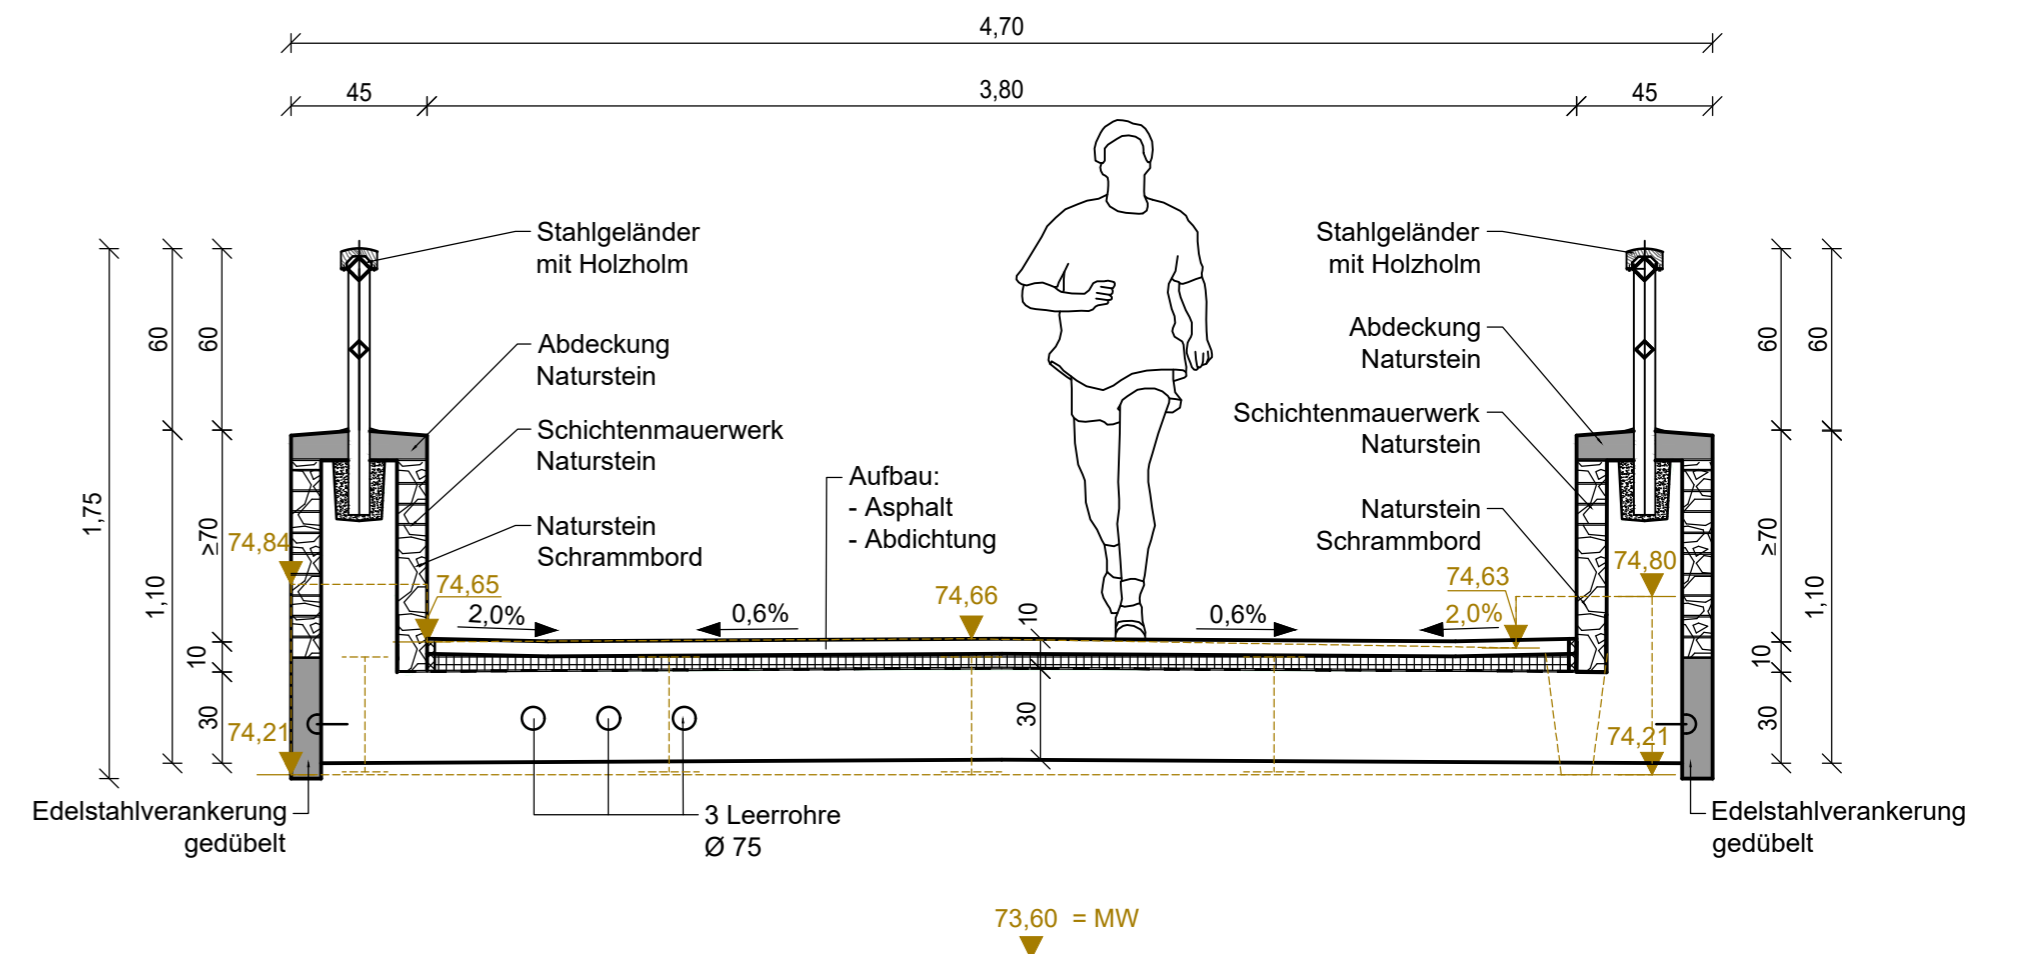 4,70
45
3,80
45
Stahlgeländer
mit Holzholm
Stahlgeländer
mit Holzholm
60
60
60
60
Abdeckung
Naturstein
Abdeckung
Naturstein
Schichtenmauerwerk
Naturstein
Schichtenmauerwerk
Naturstein
Aufbau:
- Asphalt
- Abdichtung
1,75
≥70
≥70
Naturstein
Schrammbord
Naturstein
Schrammbord
74,84
74,80
74,65
74,63
74,66
1,10
1,10
2,0%
0,6%
10
0,6%
2,0%
10
10
30
30
30
74,21
74,21
Edelstahlverankerung
gedübelt
3 Leerrohre
Ø 75
Edelstahlverankerung
gedübelt
73,60 = MW